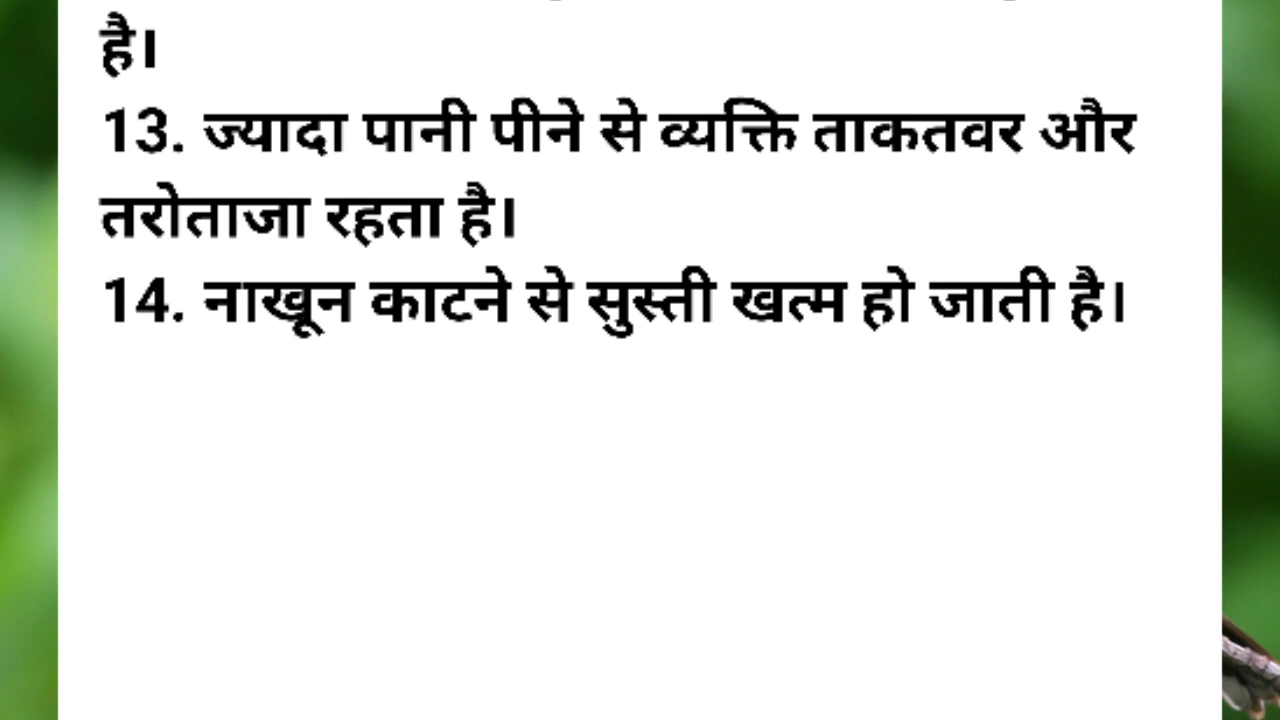 है।
13. ज्यादा पानी पीने से व्यक्ति ताकतवर और
तरोताजा रहता है।
14. नाखून काटने से सुस्ती खत्म हो जाती है।